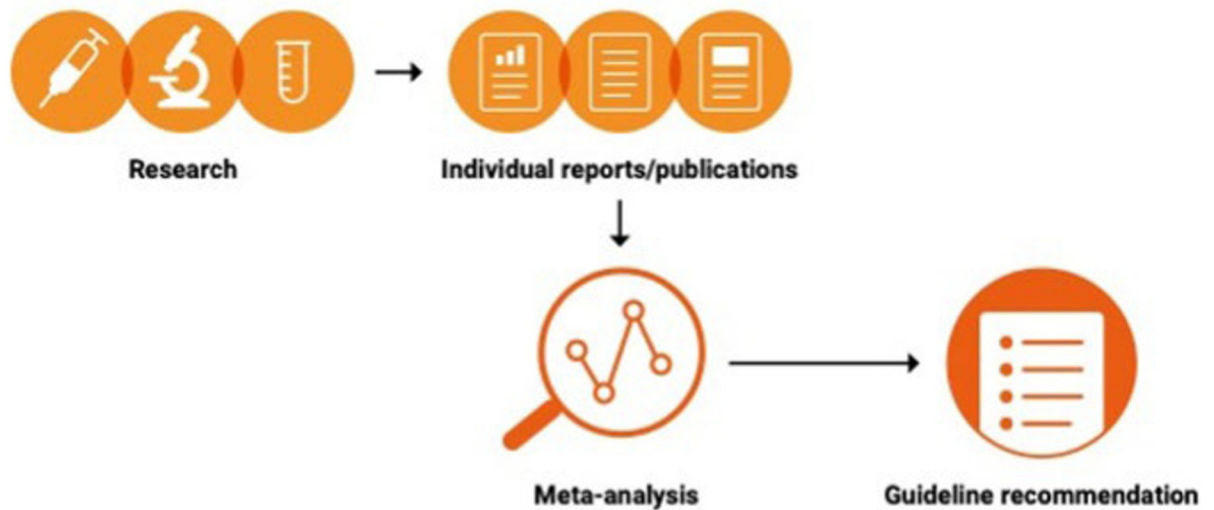 Research
Individual reports/publications
Meta-analysis
Guideline recommendation